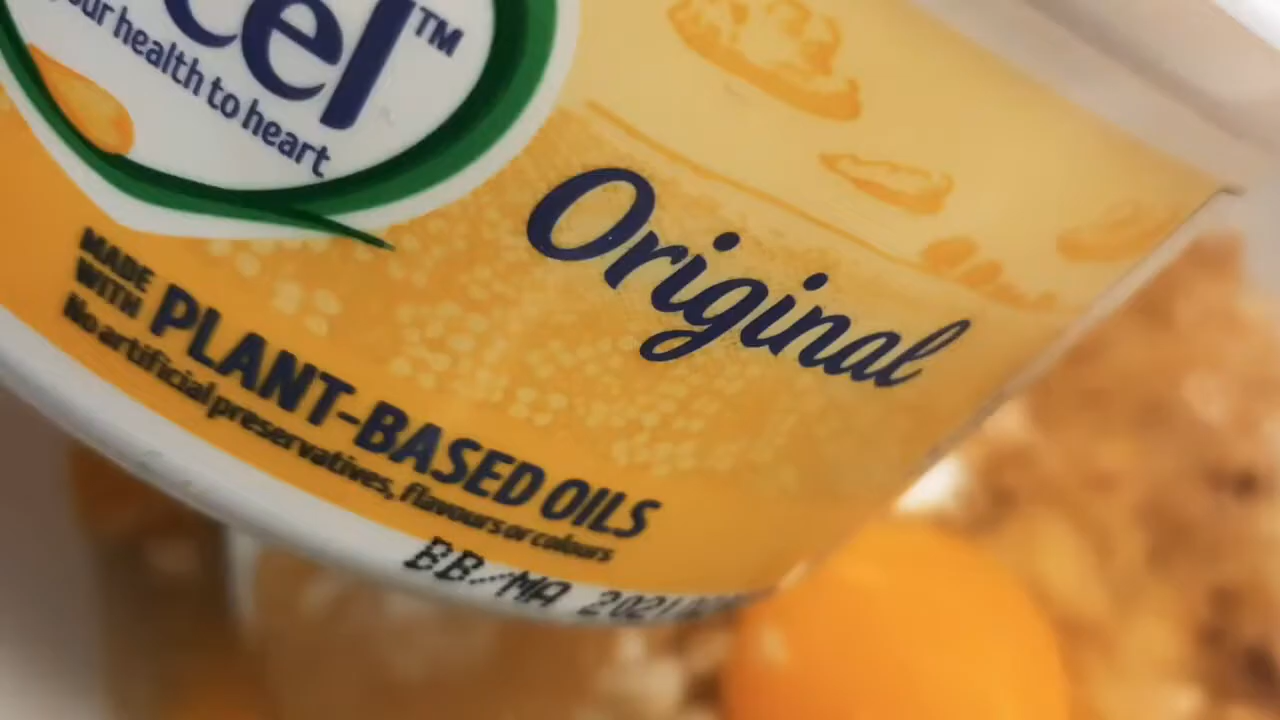 cel™
your health to heart
Original
MADE
WITH PLANT-BASED OILS
No artificial preservatives, flavours or colours
BB/MA 2021